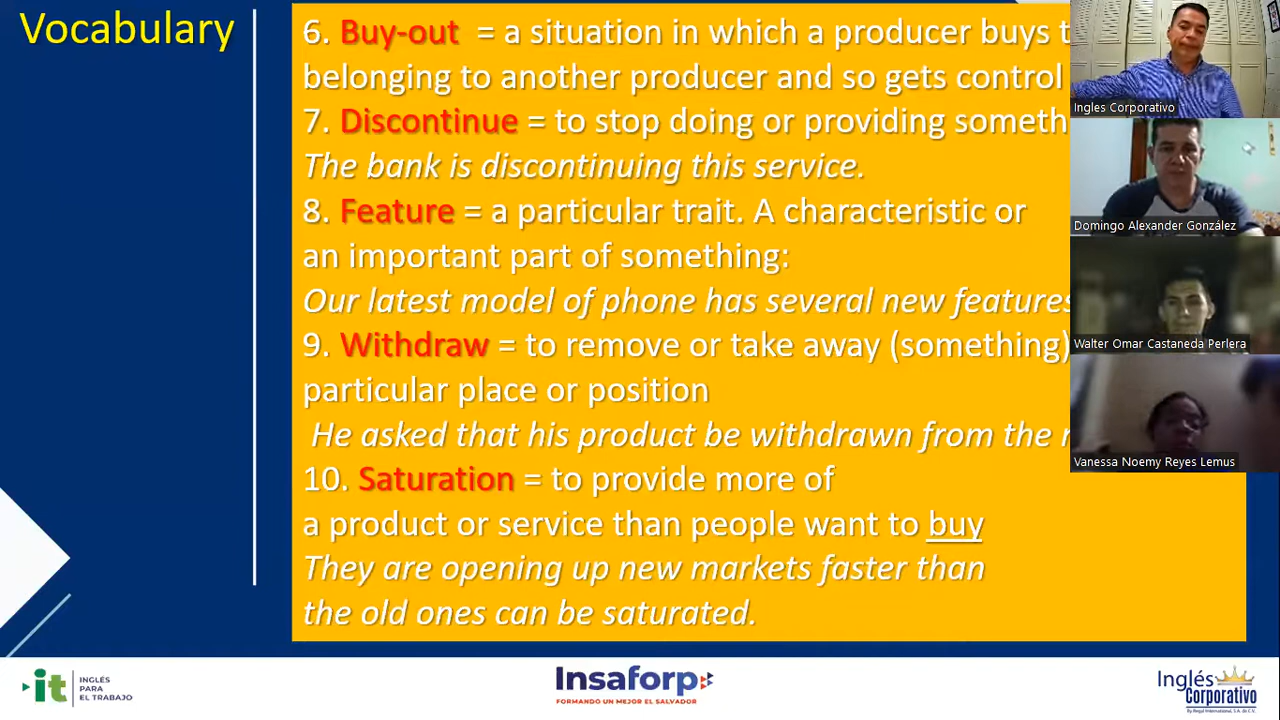 Vocabulary
6. Buy-out = a situation in which a producer buys
belonging to another producer and so gets control
7. Discontinue = to stop doing or providing someth
The bank is discontinuing this service.
8. Feature = a particular trait. A characteristic or
an important part of something:
Our latest model of phone has several new features
9. Withdraw = to remove or take away (something)
particular place or position
He asked that his product be withdrawn from the
10. Saturation = to provide more of
a product or service than people want to buy
They are opening up new markets faster than
the old ones can be saturated.
Ingles Corporativo
Domingo Alexander González
Walter Omar Castaneda Perlera
Vanessa Noemy Reyes Lemus
it
INGLÉS
PARA
EL TRABAJO
Insaforp
FORMANDO UN MEJOR EL SALVADOR
Inglés
Corporativo